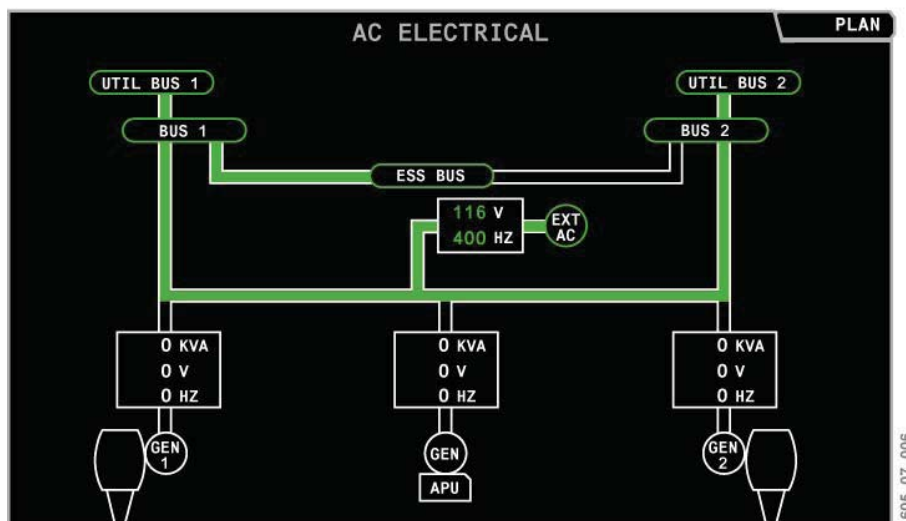 PLAN
AC ELECTRICAL
UTIL BUS 1
UTIL BUS 2
BUS 1
BUS 2
ESS BUS
116 V
400 HZ
EXT
AC
0 KVA
0 V
0 HZ
0 KVA
0 V
0 HZ
0 KVA
0 V
0 HZ
GEN
1
GEN
APU
GEN
2
605_07_006